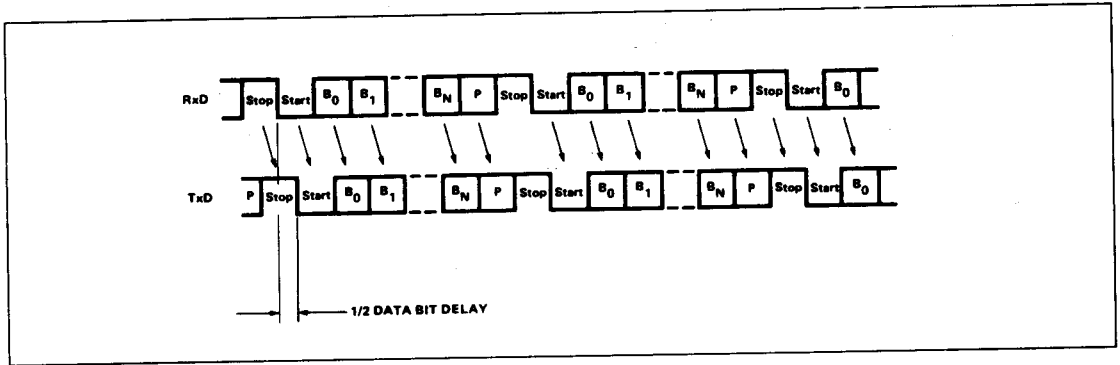 RxD Stop Start B0 B1 BN P Stop Start B0 B1 BN P Stop Start B0
TxD P Stop Start B0 B1 BN P Stop Start B0 B1 BN P Stop Start B0
1/2 DATA BIT DELAY